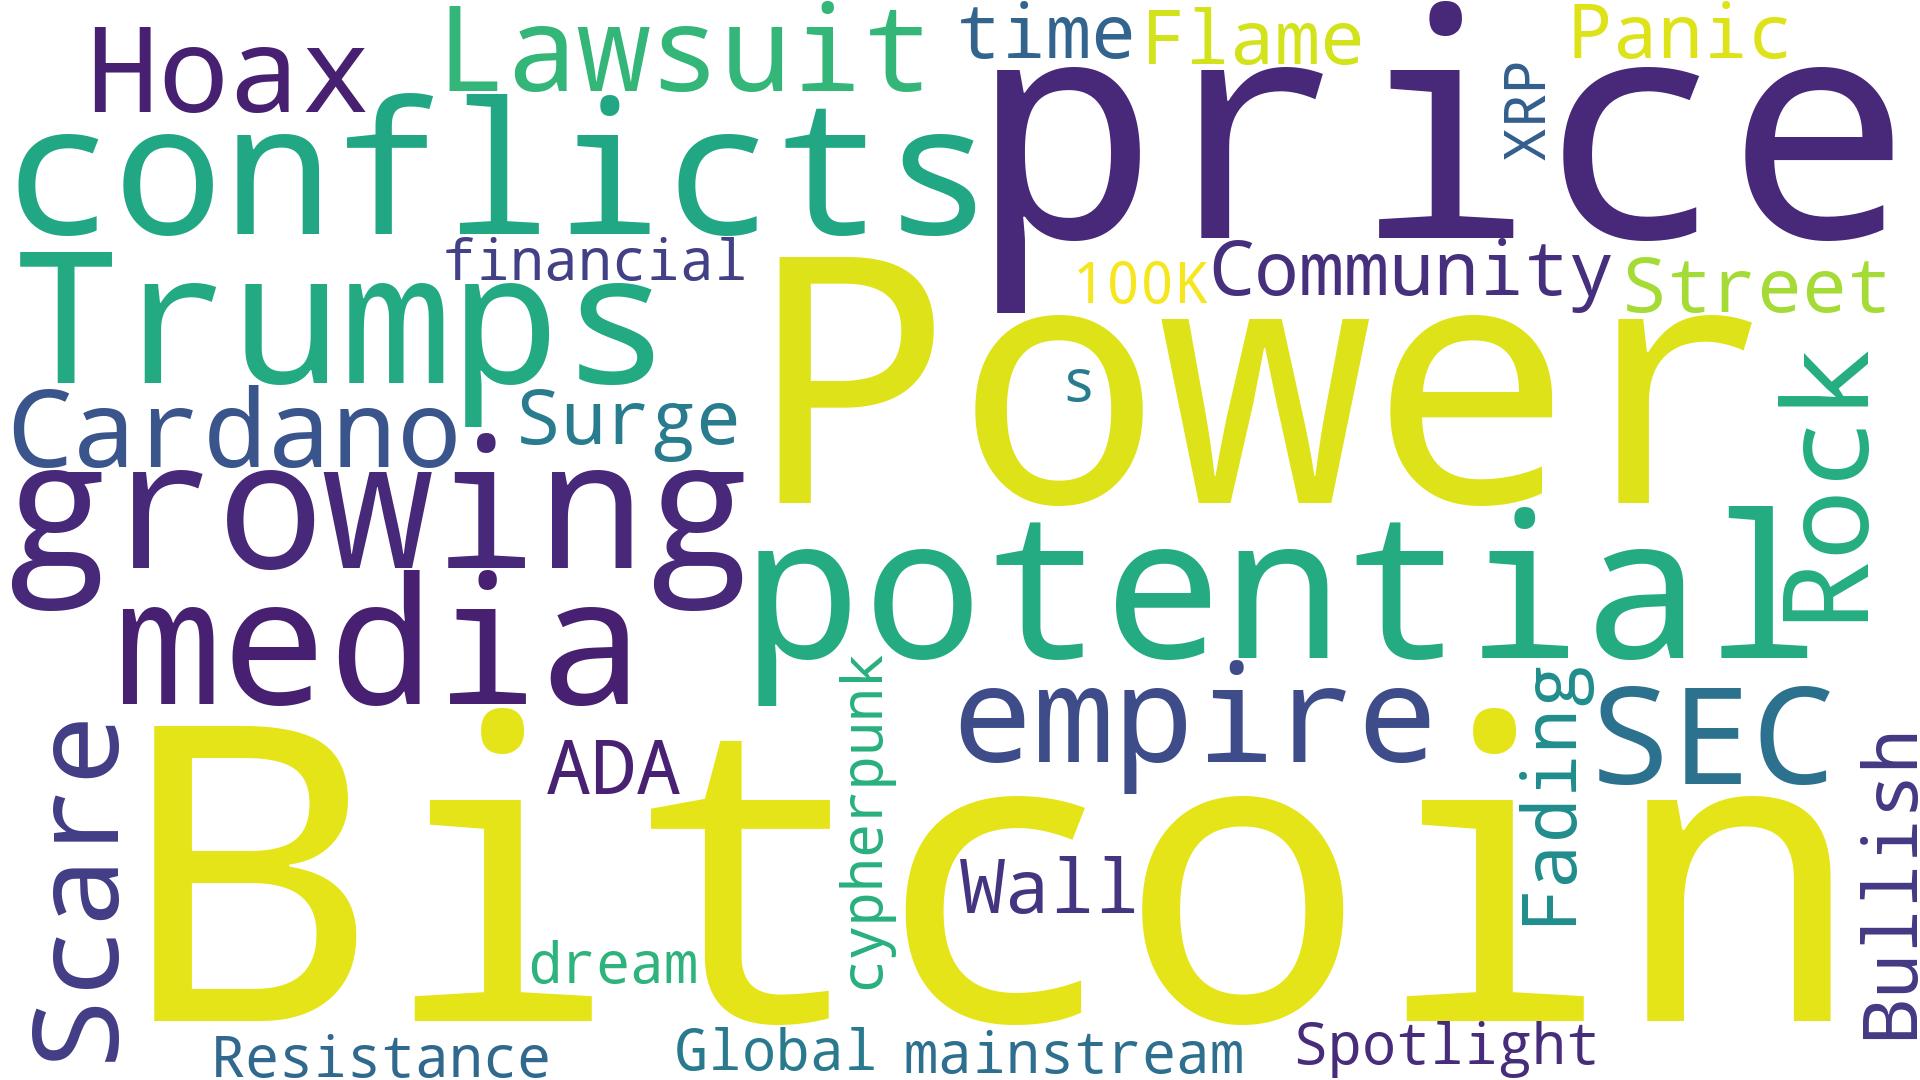 Hoax
Lawsuit
time
Flame
Panic
conflicts
price
XRP
Trumps
financial
100K
Community
Street
Power
s
Cardano
Surge
Rock
growing
potential
media
empire
SEC
Fading
cypherpunk
Scare
Bitcoin
ADA
Wall
dream
Bullish
Resistance
Global
mainstream
Spotlight